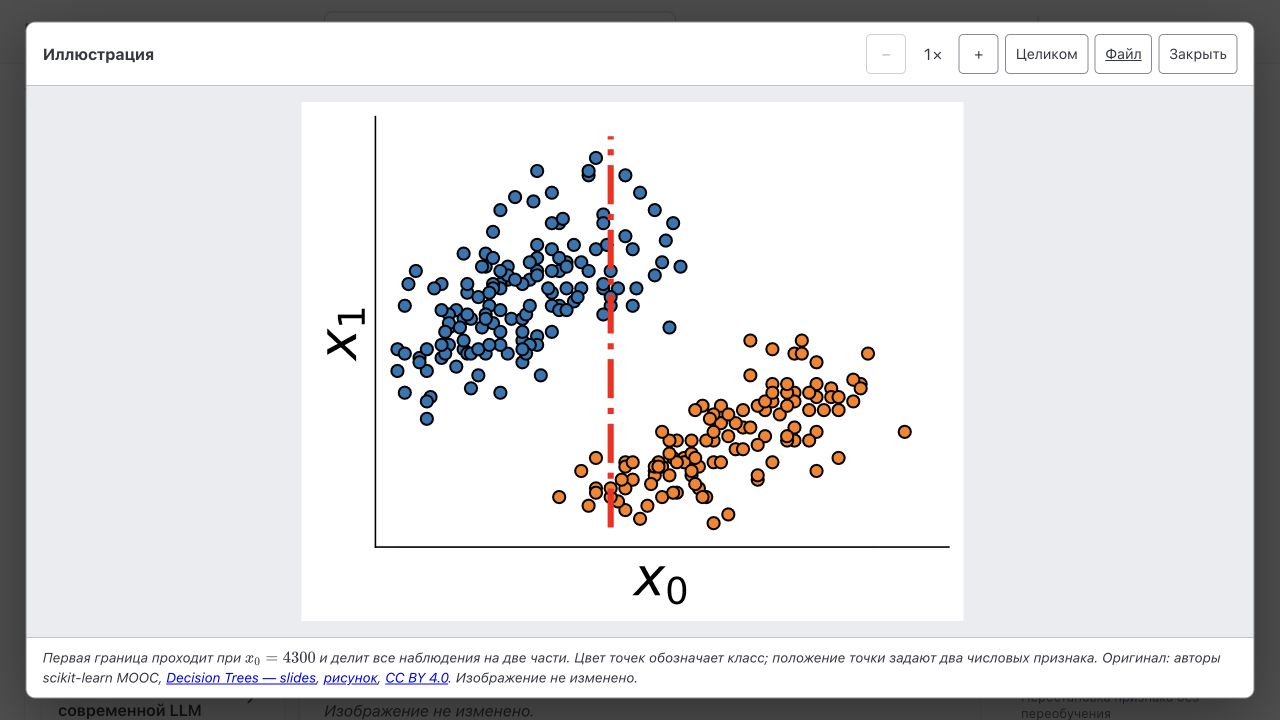 Иллюстрация
− 1× + Целиком Файл Закрыть
x1
x0
Первая граница проходит при x0 = 4300 и делит все наблюдения на две части. Цвет точек обозначает класс; положение точки задают два числовых признака. Оригинал: авторы
scikit-learn MOOC, Decision Trees — slides, рисунок, CC BY 4.0. Изображение не изменено.
современной LLM
Изображение не изменено.
переобучения